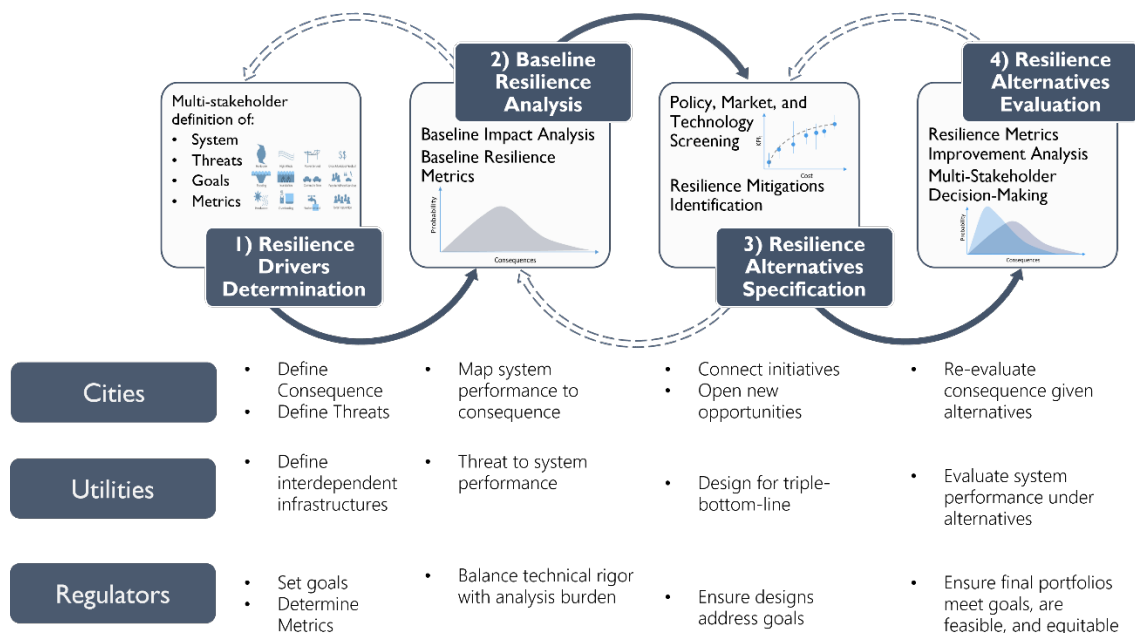 2) Baseline
Resilience
Analysis
4) Resilience
Alternatives
Evaluation
Multi-stakeholder
definition of:
• System
• Threats
• Goals
• Metrics
$$
1) Resilience
Drivers
Determination
Baseline Impact Analysis
Baseline Resilience
Metrics
Probability
Consequences
Policy, Market, and
Technology
Screening
KPI
Cost
Resilience Mitigations
Identification
3) Resilience
Alternatives
Specification
Resilience Metrics
Improvement Analysis
Multi-Stakeholder
Decision-Making
Probability
Consequences
Cities
• Define
Consequence
• Define Threats
• Map system
performance to
consequence
• Connect initiatives
• Open new
opportunities
• Re-evaluate
consequence given
alternatives
Utilities
• Define
interdependent
infrastructures
• Threat to system
performance
• Design for triple-
bottom-line
• Evaluate system
performance under
alternatives
Regulators
• Set goals
• Determine
Metrics
• Balance technical rigor
with analysis burden
• Ensure designs
address goals
• Ensure final portfolios
meet goals, are
feasible, and equitable